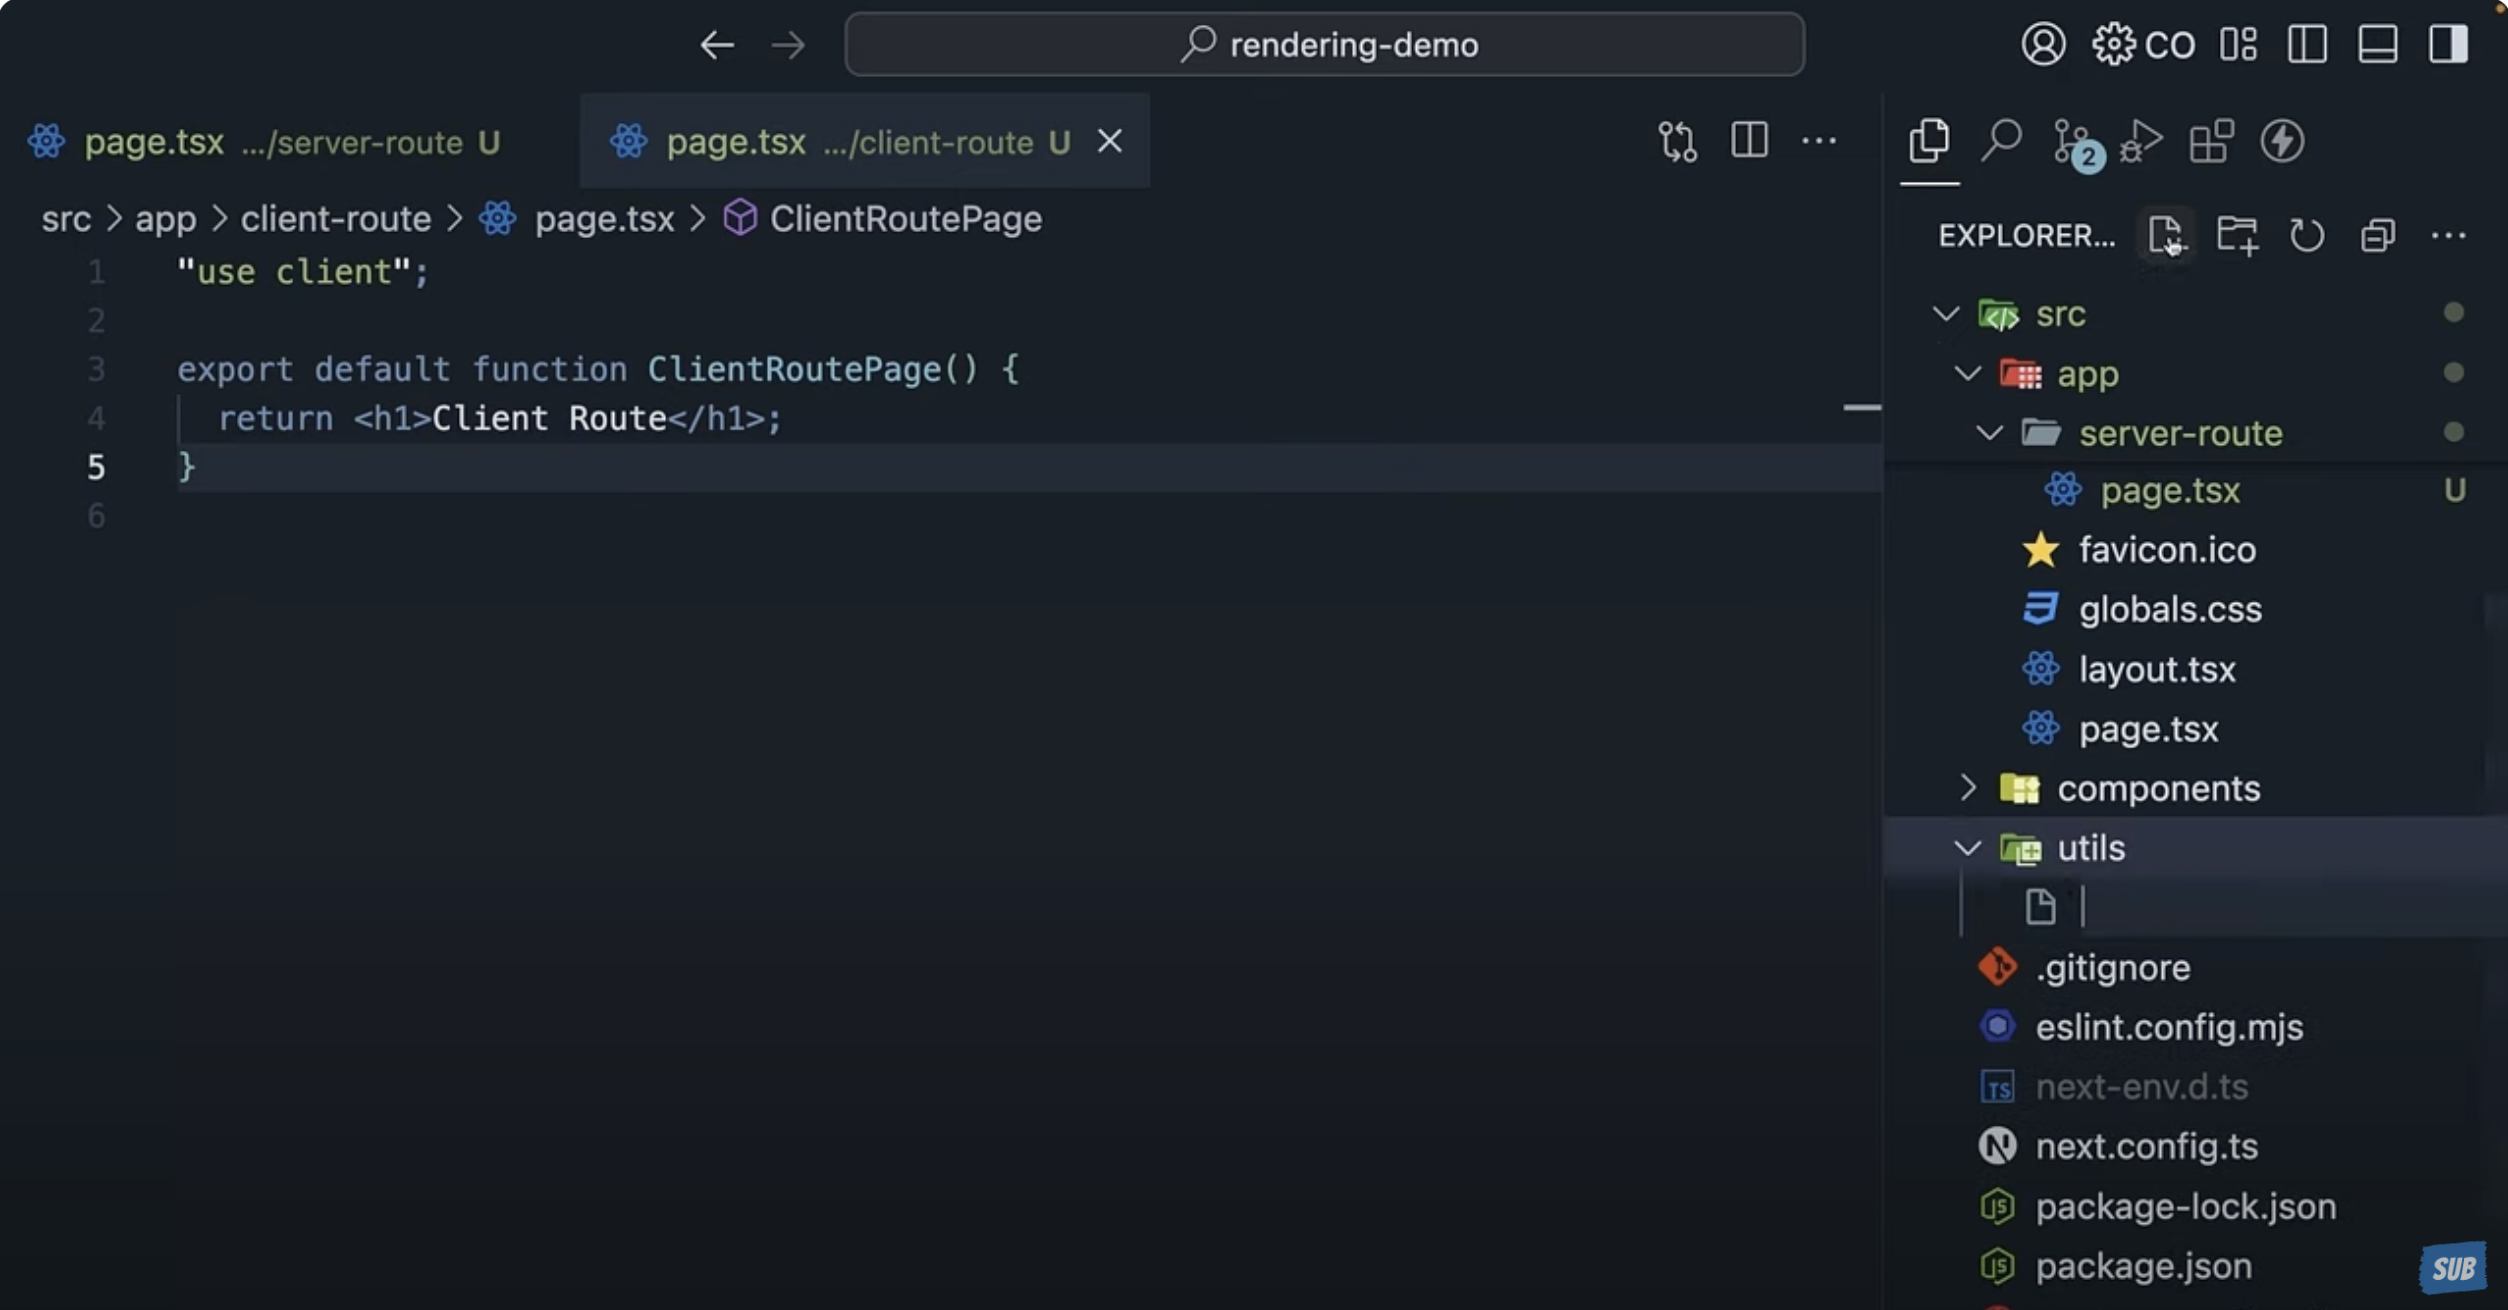 rendering-demo
CO
page.tsx .../server-route U
page.tsx .../client-route U
2
src > app > client-route > page.tsx > ClientRoutePage
1 "use client";
2
3 export default function ClientRoutePage() {
4 return <h1>Client Route</h1>;
5 }
6
EXPLORER...
src
app
server-route
page.tsx U
favicon.ico
globals.css
layout.tsx
page.tsx
components
utils
.gitignore
eslint.config.mjs
TS next-env.d.ts
N next.config.ts
JS package-lock.json
JS package.json
SUB